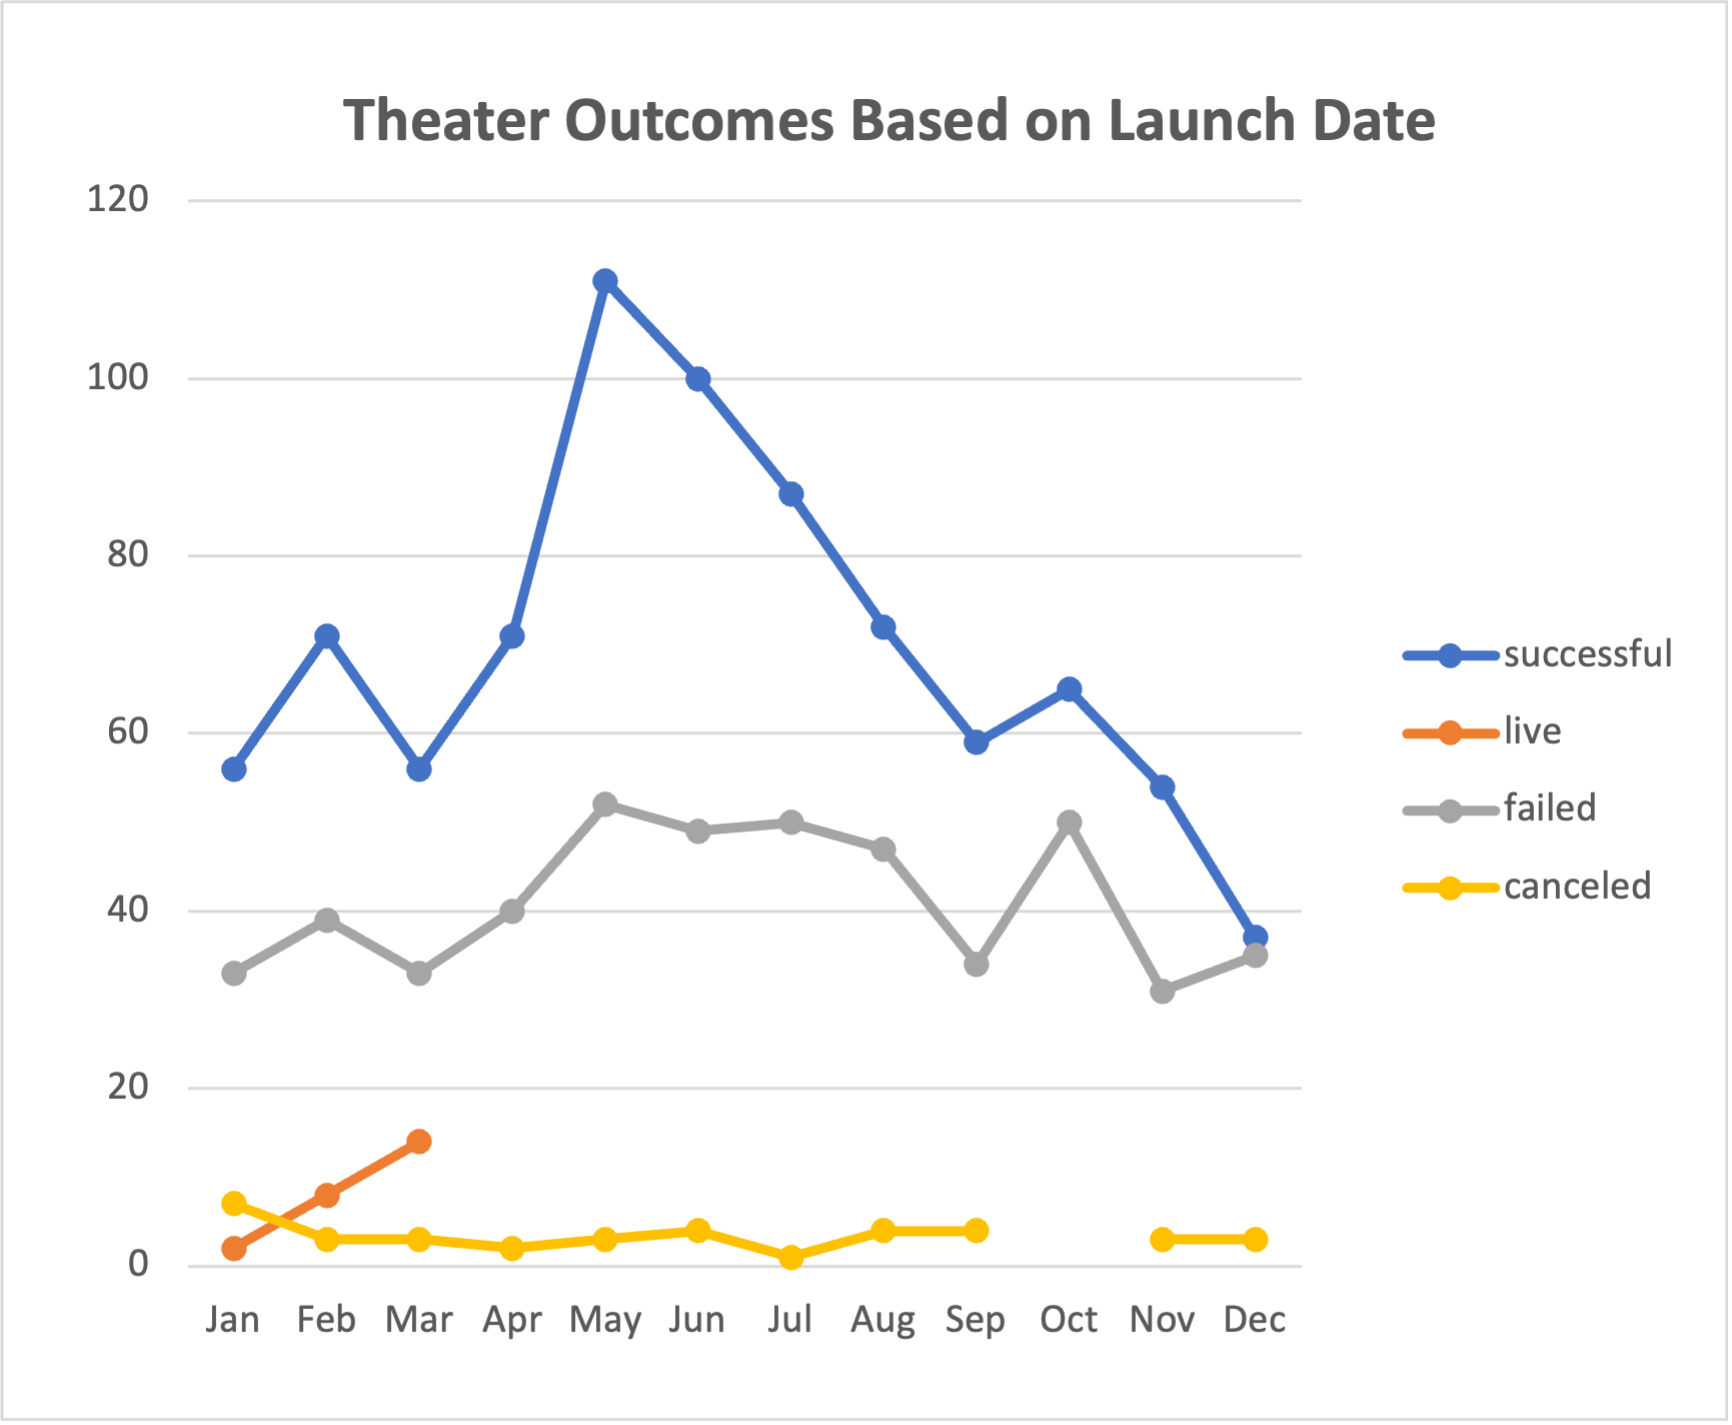 Theater Outcomes Based on Launch Date
120
100
80
60
40
20
0
Jan Feb Mar Apr May Jun Jul Aug Sep Oct Nov Dec
successful
live
failed
canceled